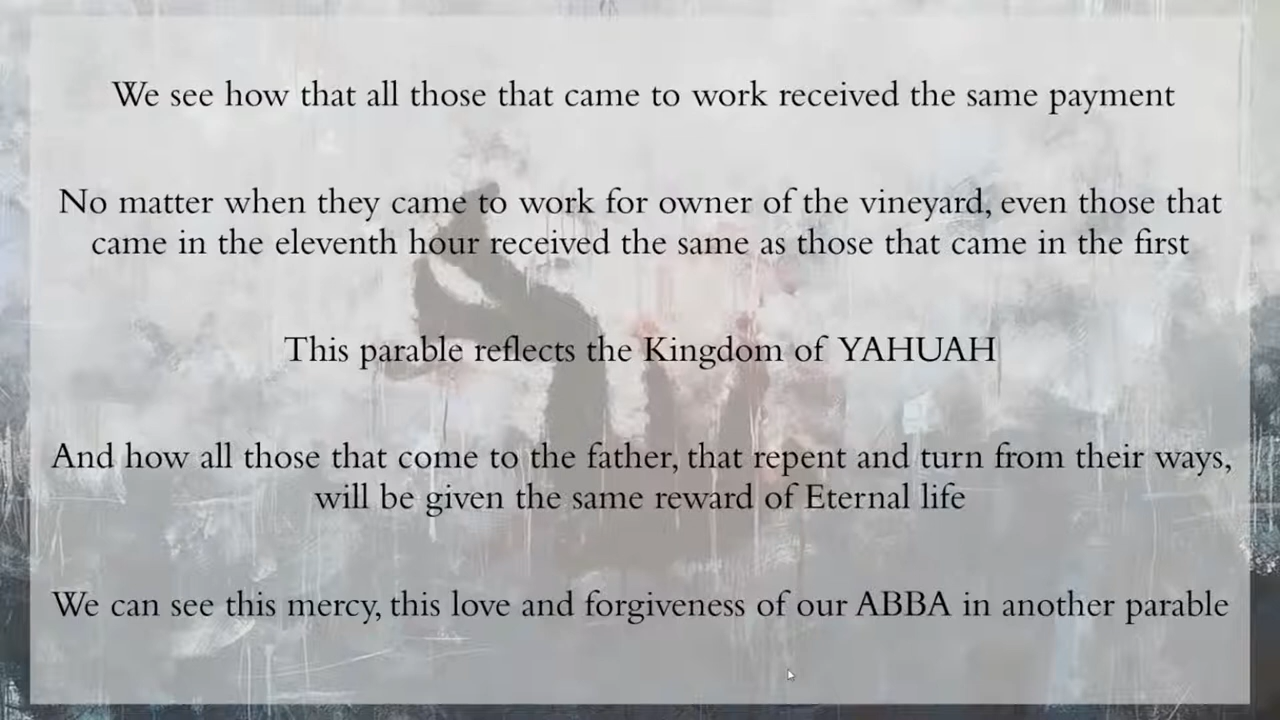 We see how that all those that came to work received the same payment
No matter when they came to work for owner of the vineyard, even those that
came in the eleventh hour received the same as those that came in the first
This parable reflects the Kingdom of YAHUAH
And how all those that come to the father, that repent and turn from their ways,
will be given the same reward of Eternal life
We can see this mercy, this love and forgiveness of our ABBA in another parable